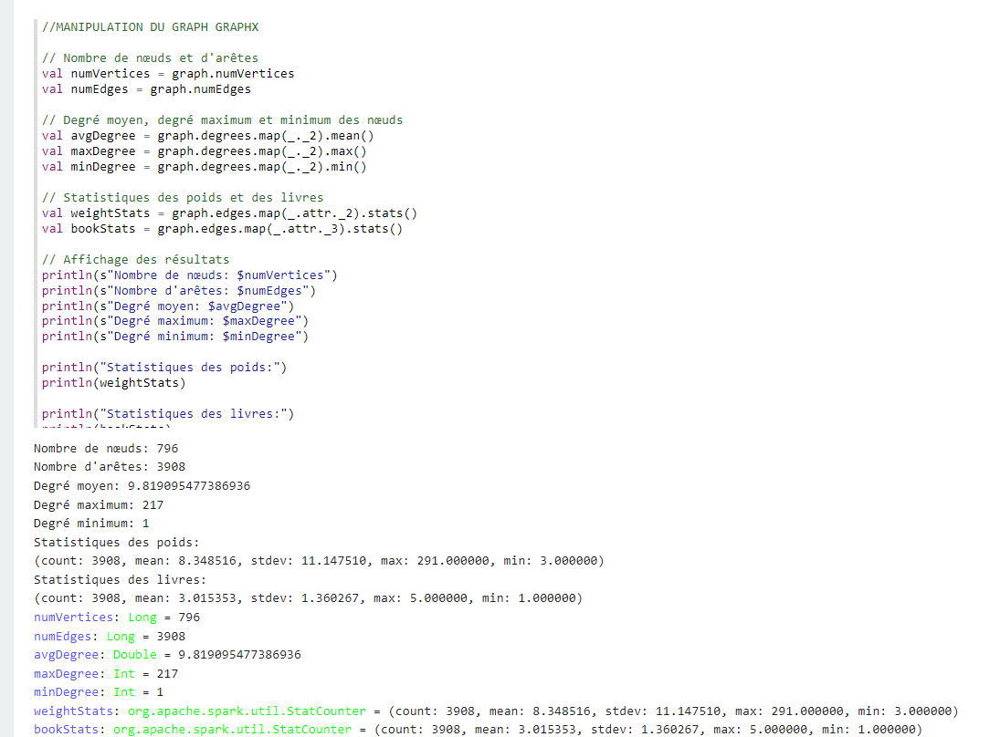 //MANIPULATION DU GRAPH GRAPHX
// Nombre de nœuds et d'arêtes
val numVertices = graph.numVertices
val numEdges = graph.numEdges
// Degré moyen, degré maximum et minimum des nœuds
val avgDegree = graph.degrees.map(_._2).mean()
val maxDegree = graph.degrees.map(_._2).max()
val minDegree = graph.degrees.map(_._2).min()
// Statistiques des poids et des livres
val weightStats = graph.edges.map(_.attr._2).stats()
val bookStats = graph.edges.map(_.attr._3).stats()
// Affichage des résultats
println(s"Nombre de nœuds: $numVertices")
println(s"Nombre d'arêtes: $numEdges")
println(s"Degré moyen: $avgDegree")
println(s"Degré maximum: $maxDegree")
println(s"Degré minimum: $minDegree")
println("Statistiques des poids:")
println(weightStats)
println("Statistiques des livres:")
println(bookStats)
Nombre de nœuds: 796
Nombre d'arêtes: 3908
Degré moyen: 9.819095477386936
Degré maximum: 217
Degré minimum: 1
Statistiques des poids:
(count: 3908, mean: 8.348516, stdev: 11.147510, max: 291.000000, min: 3.000000)
Statistiques des livres:
(count: 3908, mean: 3.015353, stdev: 1.360267, max: 5.000000, min: 1.000000)
numVertices: Long = 796
numEdges: Long = 3908
avgDegree: Double = 9.819095477386936
maxDegree: Int = 217
minDegree: Int = 1
weightStats: org.apache.spark.util.StatCounter = (count: 3908, mean: 8.348516, stdev: 11.147510, max: 291.000000, min: 3.000000)
bookStats: org.apache.spark.util.StatCounter = (count: 3908, mean: 3.015353, stdev: 1.360267, max: 5.000000, min: 1.000000)